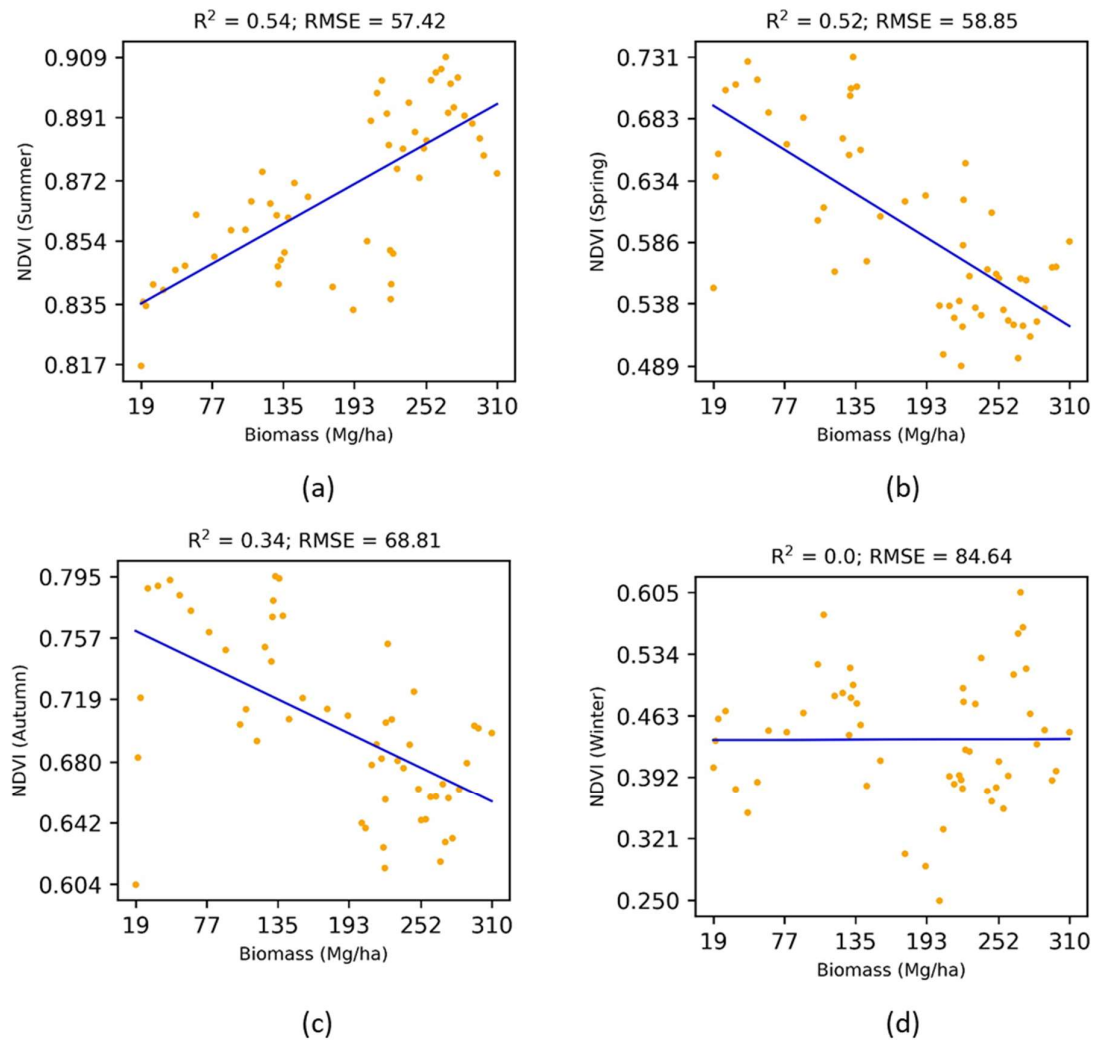 R² = 0.54; RMSE = 57.42
0.909
0.891
0.872
0.854
0.835
0.817
NDVI (Summer)
19 77 135 193 252 310
Biomass (Mg/ha)
(a)
R² = 0.52; RMSE = 58.85
0.731
0.683
0.634
0.586
0.538
0.489
NDVI (Spring)
19 77 135 193 252 310
Biomass (Mg/ha)
(b)
R² = 0.34; RMSE = 68.81
0.795
0.757
0.719
0.680
0.642
0.604
NDVI (Autumn)
19 77 135 193 252 310
Biomass (Mg/ha)
(c)
R² = 0.0; RMSE = 84.64
0.605
0.534
0.463
0.392
0.321
0.250
NDVI (Winter)
19 77 135 193 252 310
Biomass (Mg/ha)
(d)